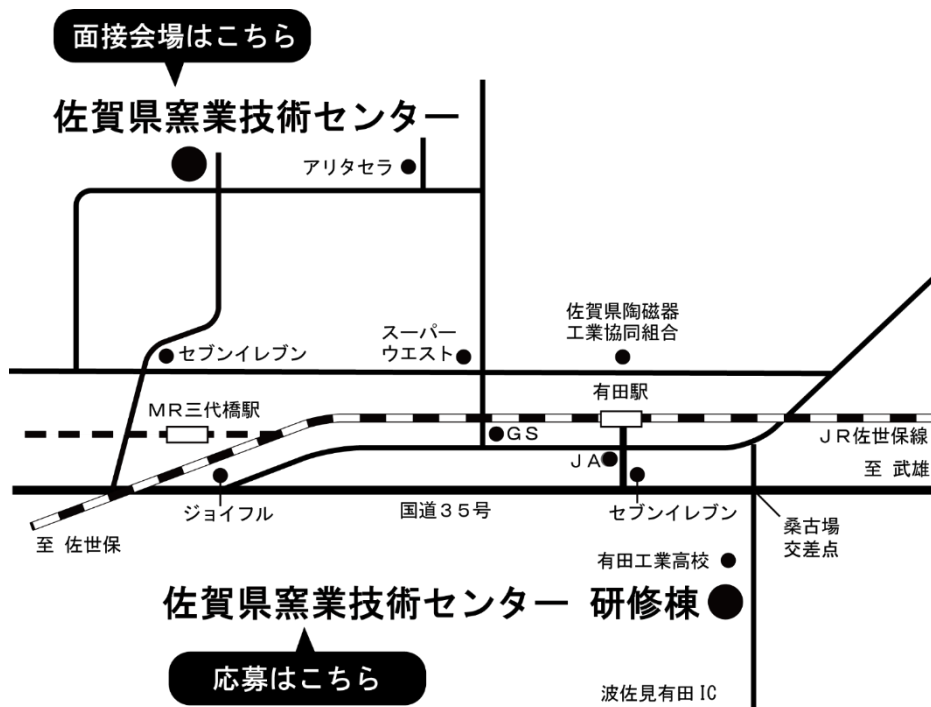 面接会場はこちら
佐賀県窯業技術センター
アリタセラ
佐賀県陶磁器
工業協同組合
スーパー
ウエスト
セブンイレブン
有田駅
MR三代橋駅
GS
JR佐世保線
JA
至 武雄
ジョイフル
国道35号
セブンイレブン
桑古場
交差点
至 佐世保
有田工業高校
佐賀県窯業技術センター 研修棟
応募はこちら
波佐見有田 IC